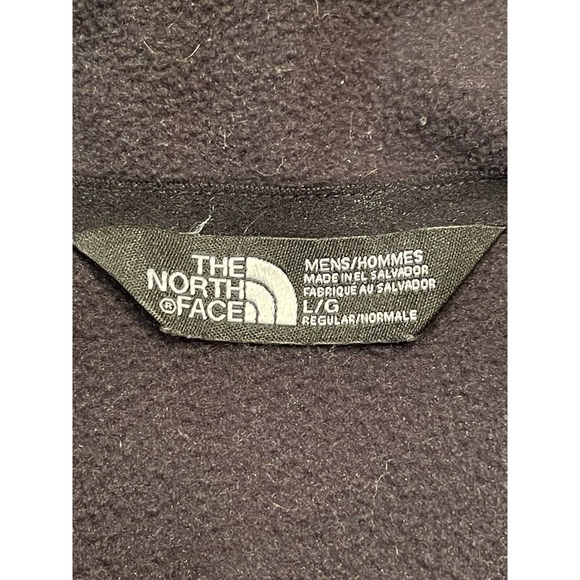 THE
NORTH
®FACE
MENS/HOMMES
MADE IN EL SALVADOR
FABRIQUE AU SALVADOR
L/G
REGULAR/NORMALE